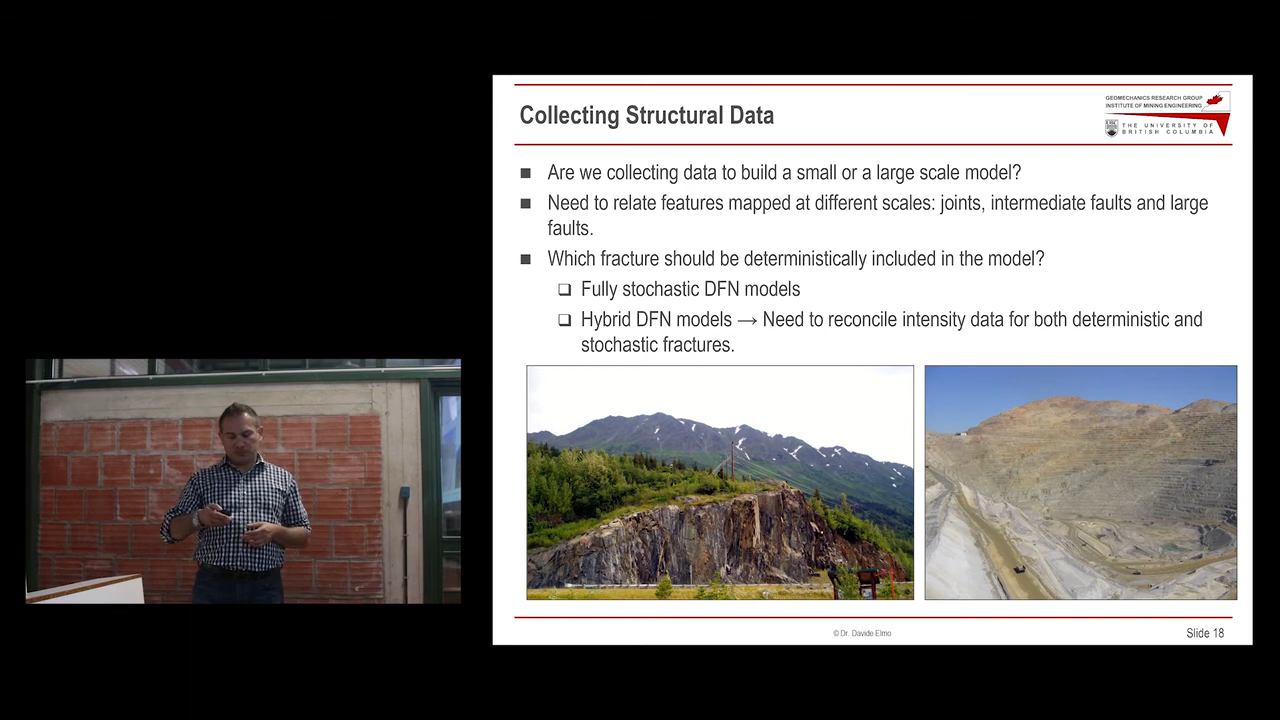 Collecting Structural Data
GEOMECHANICS RESEARCH GROUP
INSTITUTE OF MINING ENGINEERING
THE UNIVERSITY OF
BRITISH COLUMBIA
■ Are we collecting data to build a small or a large scale model?
■ Need to relate features mapped at different scales: joints, intermediate faults and large
faults.
■ Which fracture should be deterministically included in the model?
❑ Fully stochastic DFN models
❑ Hybrid DFN models → Need to reconcile intensity data for both deterministic and
stochastic fractures.
© Dr. Davide Elmo
Slide 18